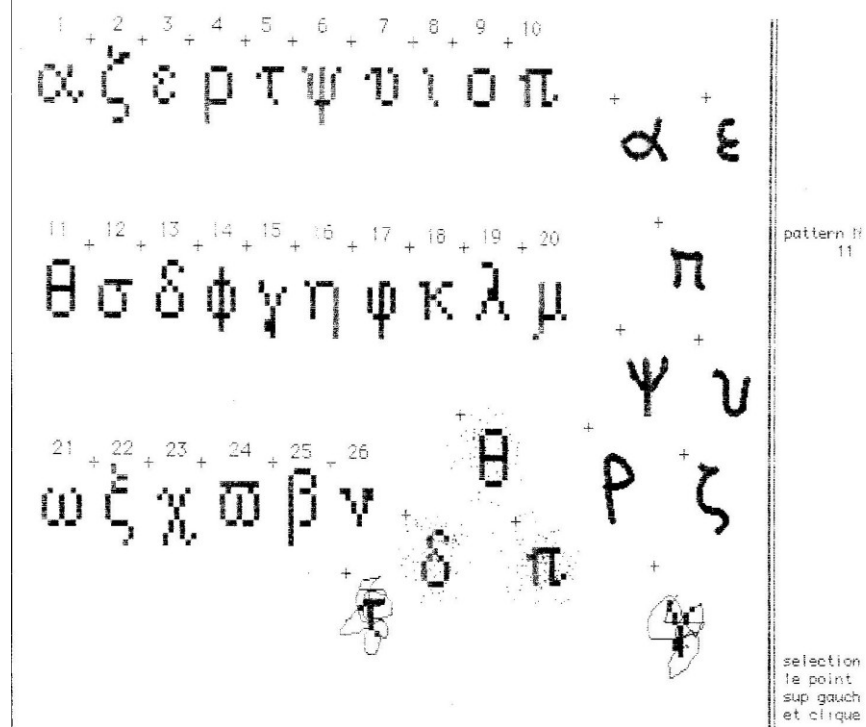 1 2 3 4 5 6 7 8 9 10
α ζ ε ρ τ ψ υ ι ο π
α ε
11 12 13 14 15 16 17 18 19 20
θ σ δ φ γ η φ κ λ μ
π
pattern N
11
ψ υ
21 22 23 24 25 26
ω ξ χ ϖ β ν
θ
ρ ζ
δ π
τ γ
selection
le point
sup gauch
et clique